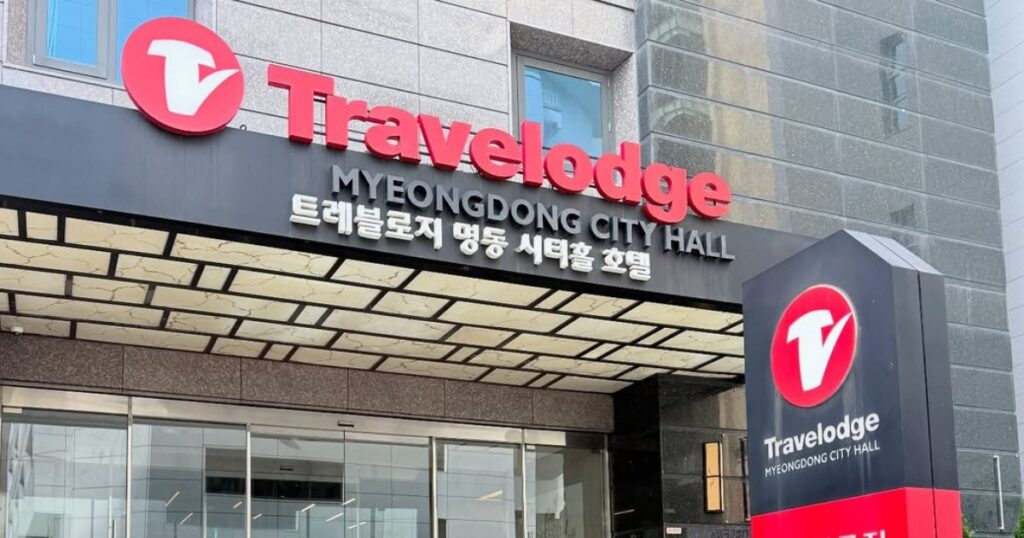 Travelodge
MYEONGDONG CITY HALL
트레블로지 명동 시티홀 호텔
Travelodge
MYEONGDONG CITY HALL